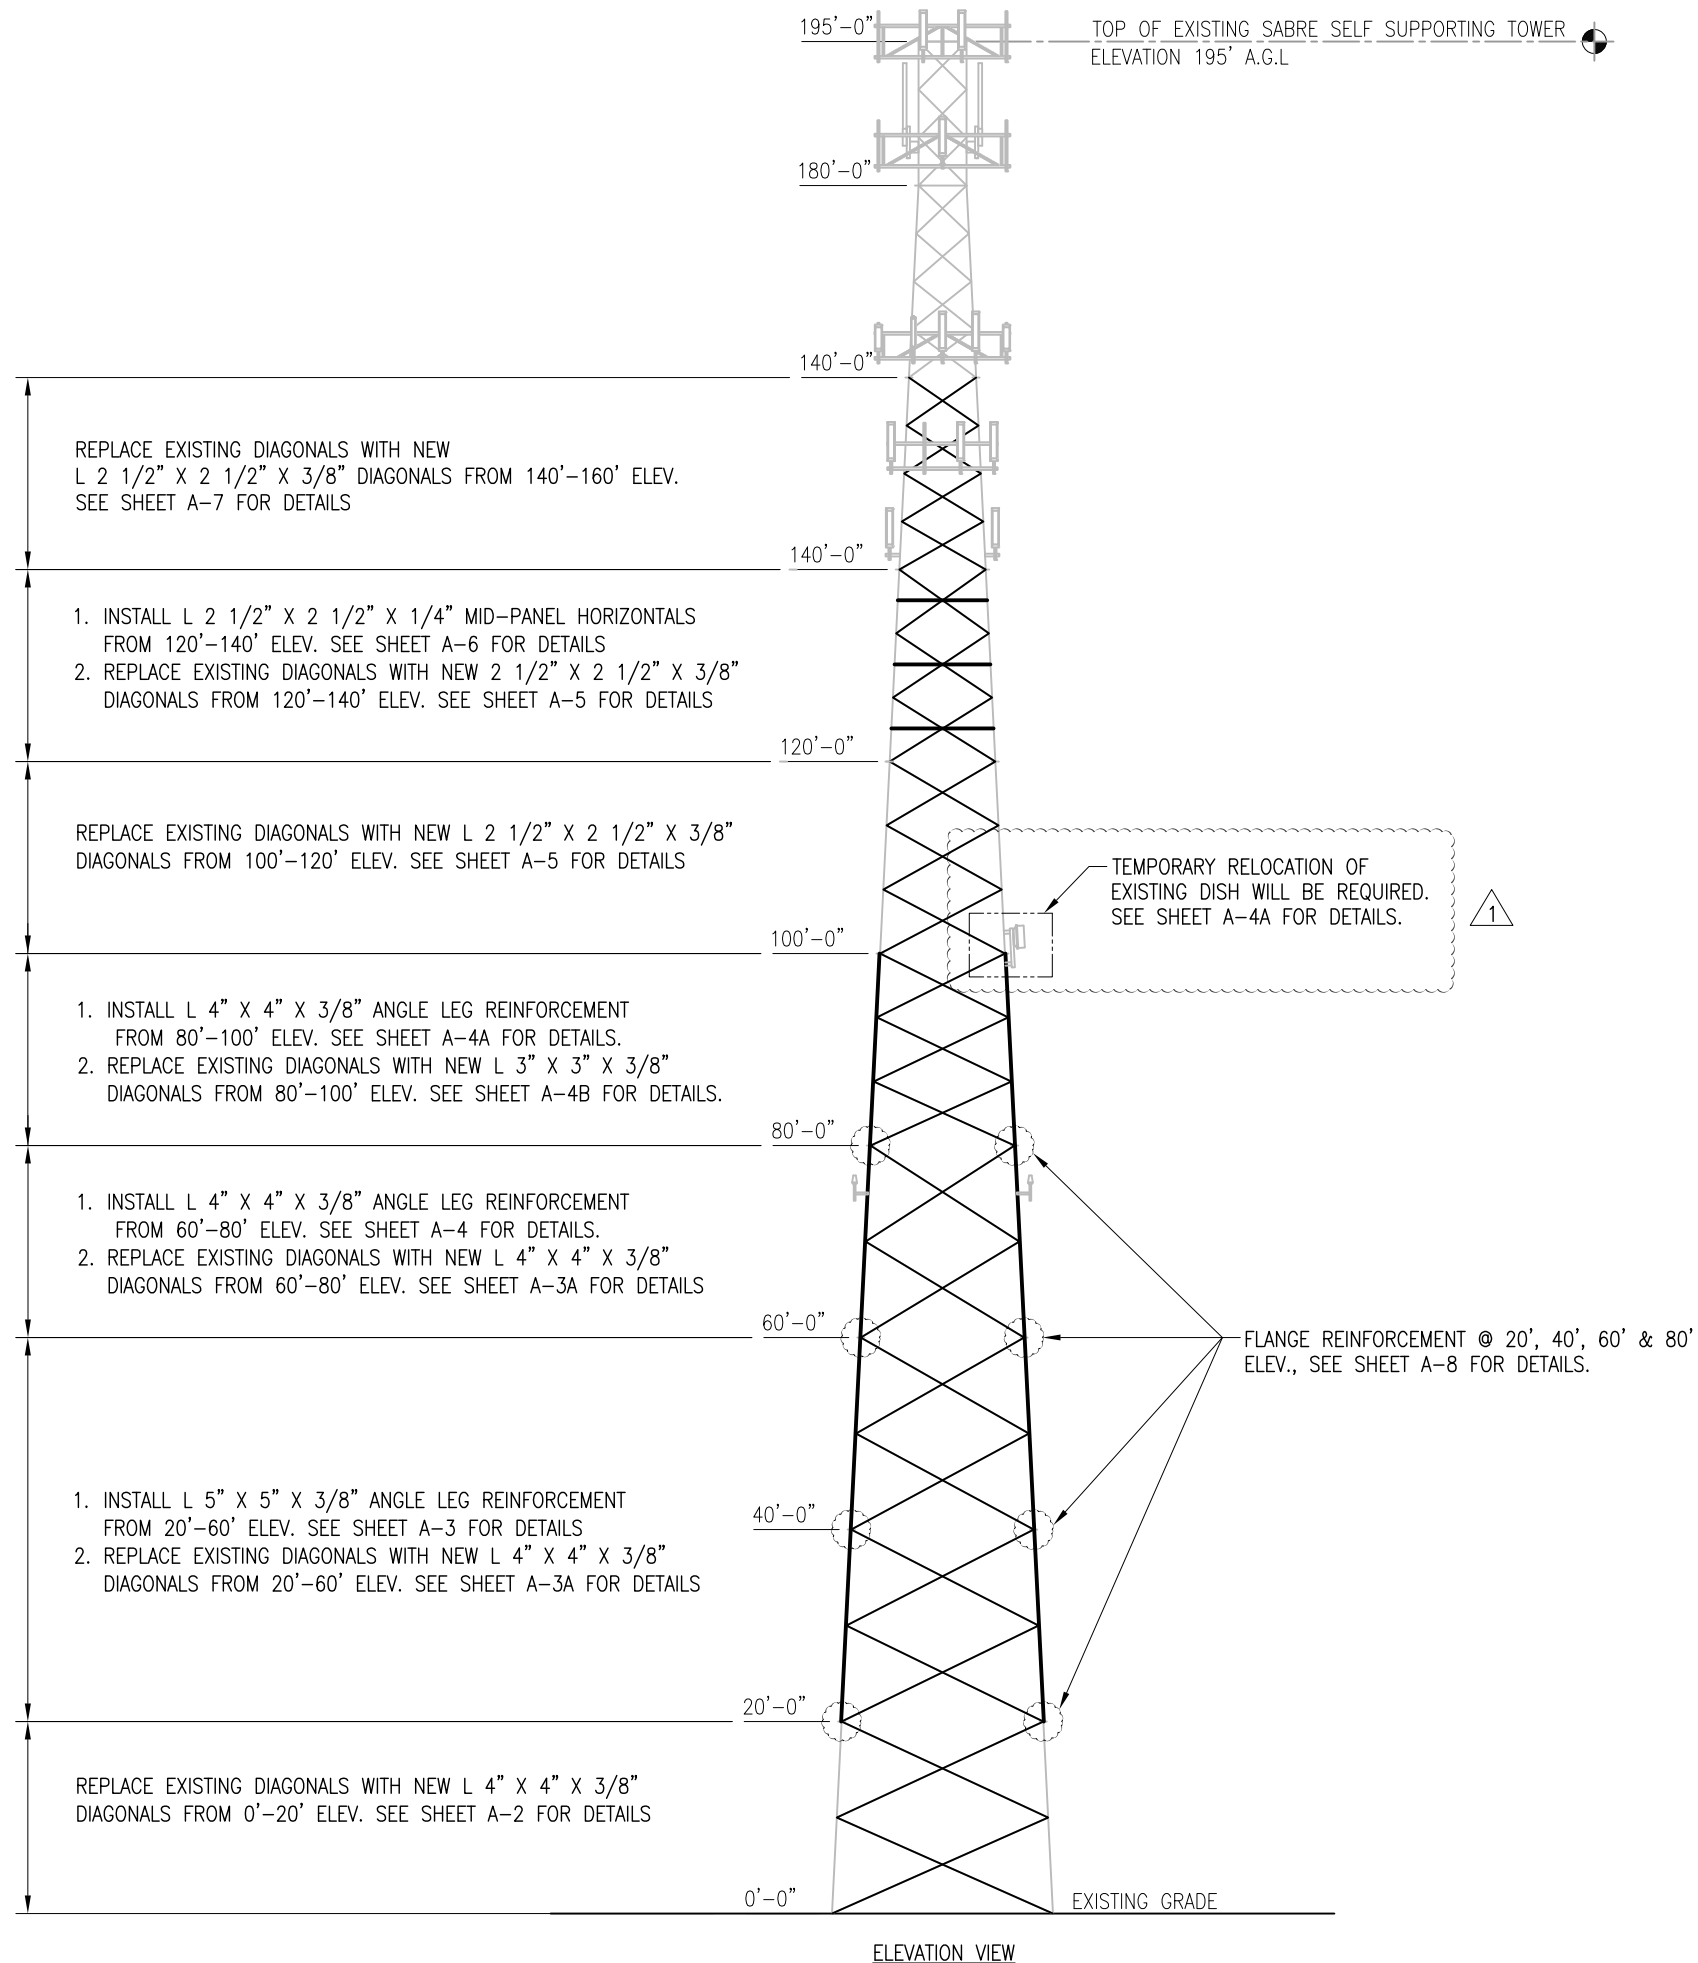 195'-0"
TOP OF EXISTING SABRE SELF SUPPORTING TOWER
ELEVATION 195' A.G.L
180'-0"
140'-0"
REPLACE EXISTING DIAGONALS WITH NEW
L 2 1/2" X 2 1/2" X 3/8" DIAGONALS FROM 140'-160' ELEV.
SEE SHEET A-7 FOR DETAILS
140'-0"
1. INSTALL L 2 1/2" X 2 1/2" X 1/4" MID-PANEL HORIZONTALS
FROM 120'-140' ELEV. SEE SHEET A-6 FOR DETAILS
2. REPLACE EXISTING DIAGONALS WITH NEW 2 1/2" X 2 1/2" X 3/8"
DIAGONALS FROM 120'-140' ELEV. SEE SHEET A-5 FOR DETAILS
120'-0"
REPLACE EXISTING DIAGONALS WITH NEW L 2 1/2" X 2 1/2" X 3/8"
DIAGONALS FROM 100'-120' ELEV. SEE SHEET A-5 FOR DETAILS
TEMPORARY RELOCATION OF
EXISTING DISH WILL BE REQUIRED.
SEE SHEET A-4A FOR DETAILS.
1
100'-0"
1. INSTALL L 4" X 4" X 3/8" ANGLE LEG REINFORCEMENT
FROM 80'-100' ELEV. SEE SHEET A-4A FOR DETAILS.
2. REPLACE EXISTING DIAGONALS WITH NEW L 3" X 3" X 3/8"
DIAGONALS FROM 80'-100' ELEV. SEE SHEET A-4B FOR DETAILS.
80'-0"
1. INSTALL L 4" X 4" X 3/8" ANGLE LEG REINFORCEMENT
FROM 60'-80' ELEV. SEE SHEET A-4 FOR DETAILS.
2. REPLACE EXISTING DIAGONALS WITH NEW L 4" X 4" X 3/8"
DIAGONALS FROM 60'-80' ELEV. SEE SHEET A-3A FOR DETAILS
60'-0"
FLANGE REINFORCEMENT @ 20', 40', 60' & 80'
ELEV., SEE SHEET A-8 FOR DETAILS.
1. INSTALL L 5" X 5" X 3/8" ANGLE LEG REINFORCEMENT
FROM 20'-60' ELEV. SEE SHEET A-3 FOR DETAILS
2. REPLACE EXISTING DIAGONALS WITH NEW L 4" X 4" X 3/8"
DIAGONALS FROM 20'-60' ELEV. SEE SHEET A-3A FOR DETAILS
40'-0"
20'-0"
REPLACE EXISTING DIAGONALS WITH NEW L 4" X 4" X 3/8"
DIAGONALS FROM 0'-20' ELEV. SEE SHEET A-2 FOR DETAILS
0'-0"
EXISTING GRADE
ELEVATION VIEW